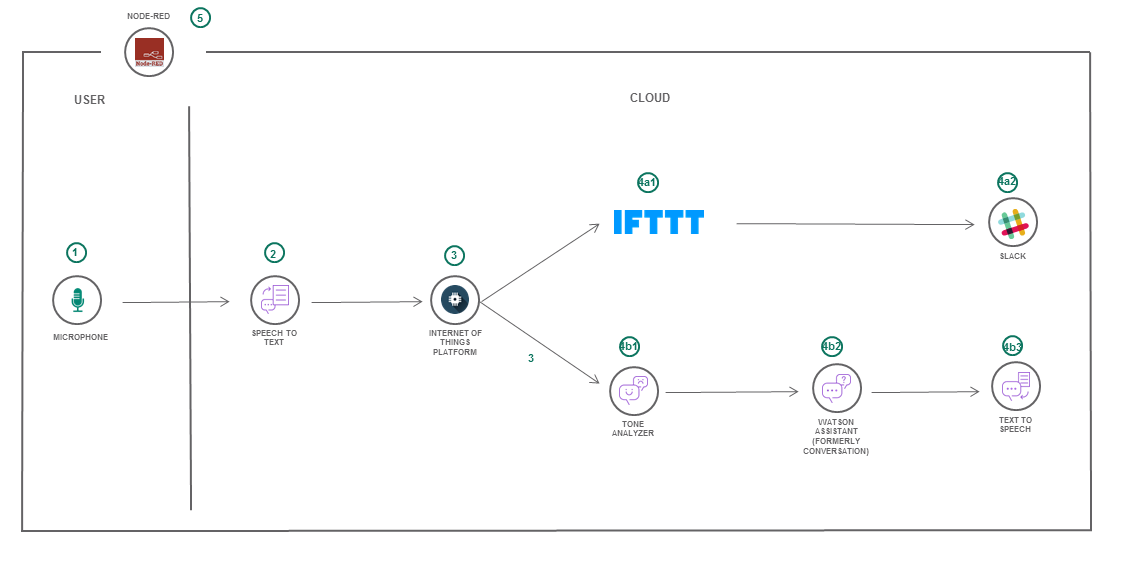 NODE-RED
5
Node-RED
USER
CLOUD
4a1
4a2
IFTTT
SLACK
1
2
3
MICROPHONE
SPEECH TO
TEXT
INTERNET OF
THINGS
PLATFORM
3
4b1
4b2
4b3
TONE
ANALYZER
WATSON
ASSISTANT
(FORMERLY
CONVERSATION)
TEXT TO
SPEECH